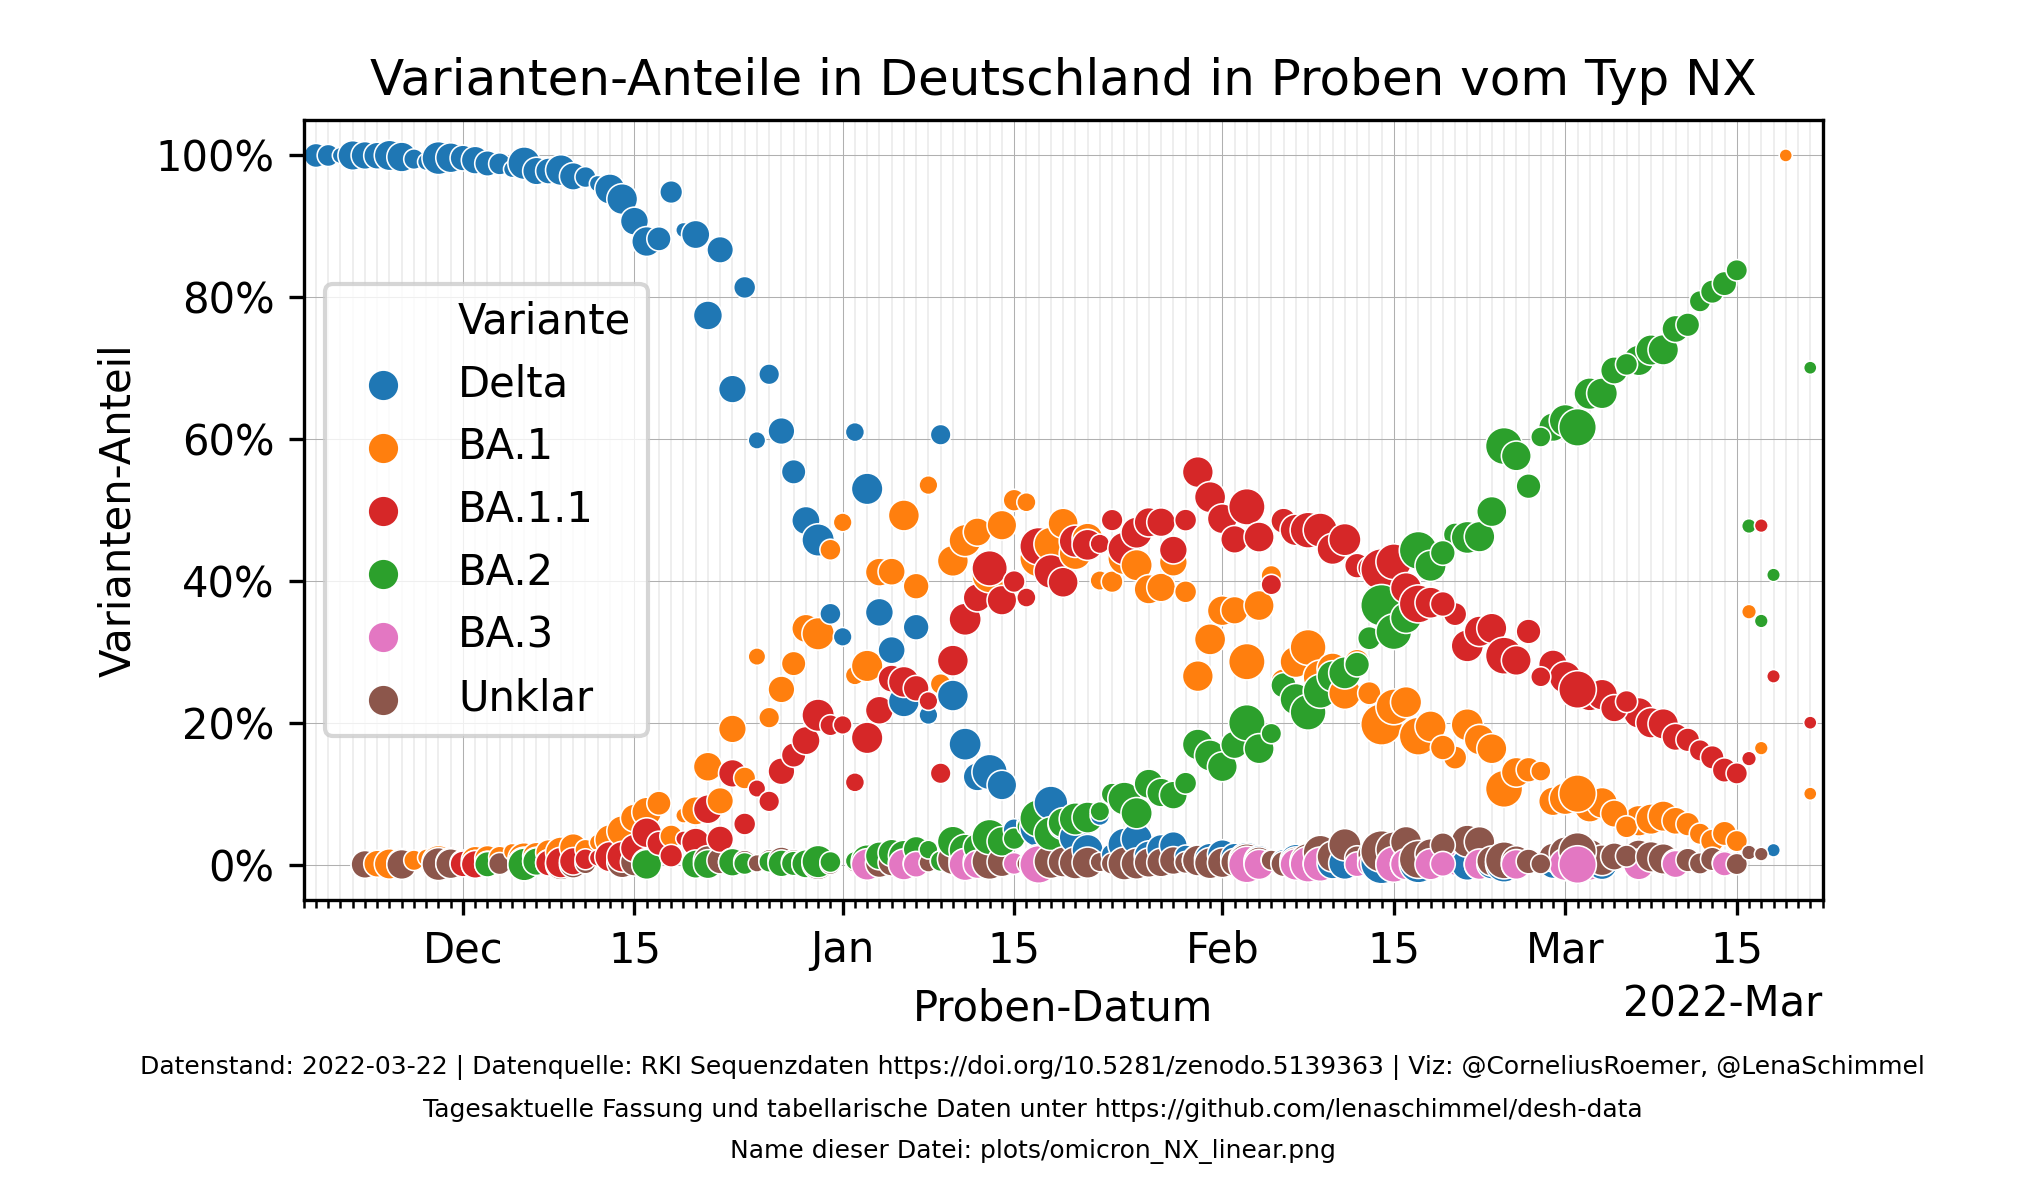 Varianten-Anteile in Deutschland in Proben vom Typ NX
Varianten-Anteil
100%
80%
60%
40%
20%
0%
Variante
Delta
BA.1
BA.1.1
BA.2
BA.3
Unklar
Dec
15
Jan
15
Feb
15
Mar
15
Proben-Datum
2022-Mar
Datenstand: 2022-03-22 | Datenquelle: RKI Sequenzdaten https://doi.org/10.5281/zenodo.5139363 | Viz: @CorneliusRoemer, @LenaSchimmel
Tagesaktuelle Fassung und tabellarische Daten unter https://github.com/lenaschimmel/desh-data
Name dieser Datei: plots/omicron_NX_linear.png